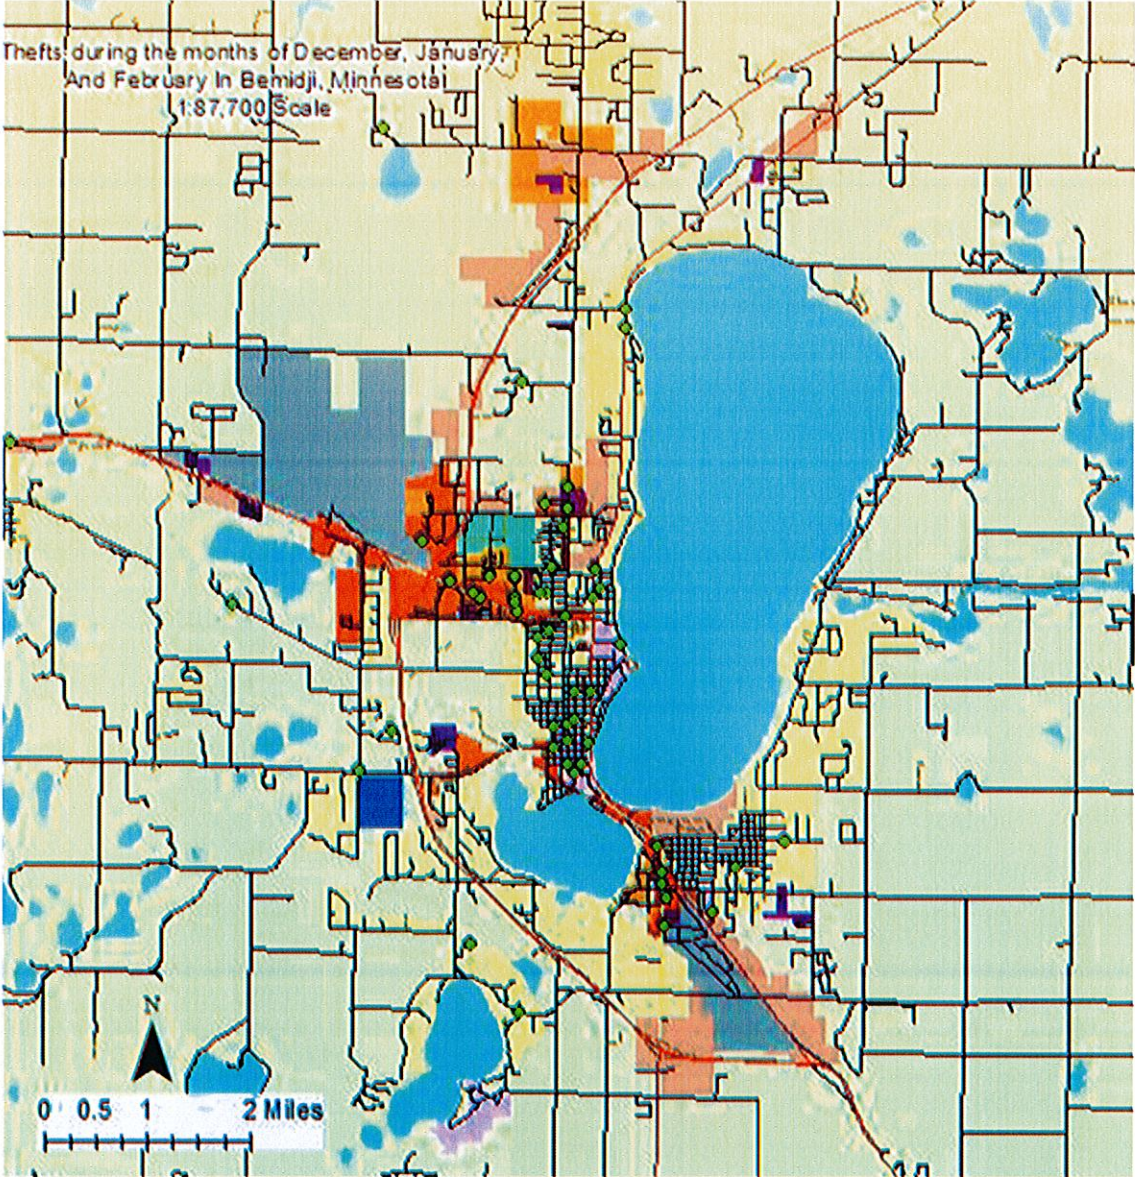 Thefts during the months of December, January,
And February In Bemidji, Minnesota
1:87,700 Scale
N
0 0.5 1 2 Miles